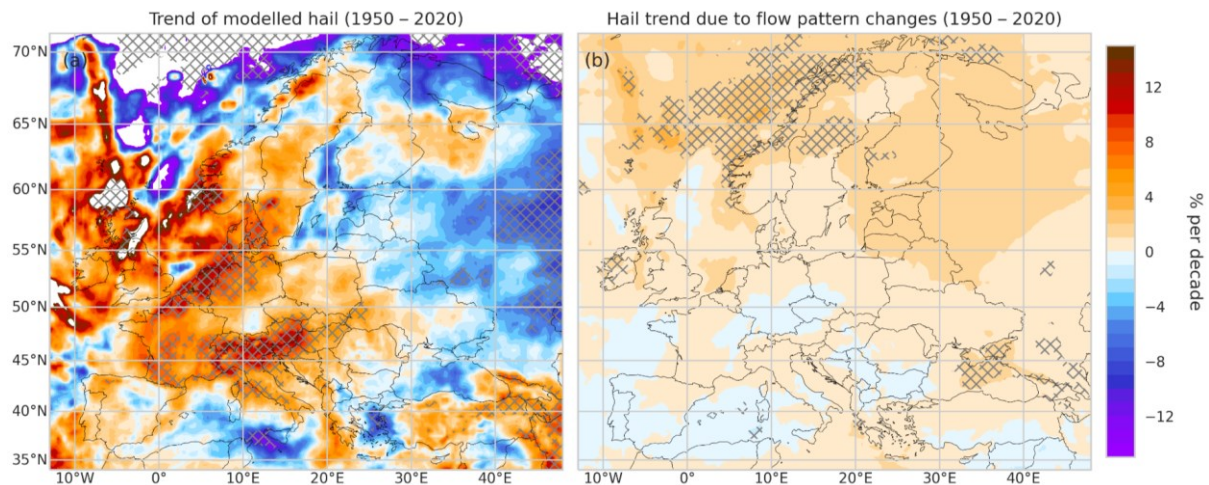 Trend of modelled hail (1950 – 2020)
Hail trend due to flow pattern changes (1950 – 2020)
(a)
(b)
70°N
65°N
60°N
55°N
50°N
45°N
40°N
35°N
10°W 0° 10°E 20°E 30°E 40°E
10°W 0° 10°E 20°E 30°E 40°E
12
8
4
0
−4
−8
−12
% per decade